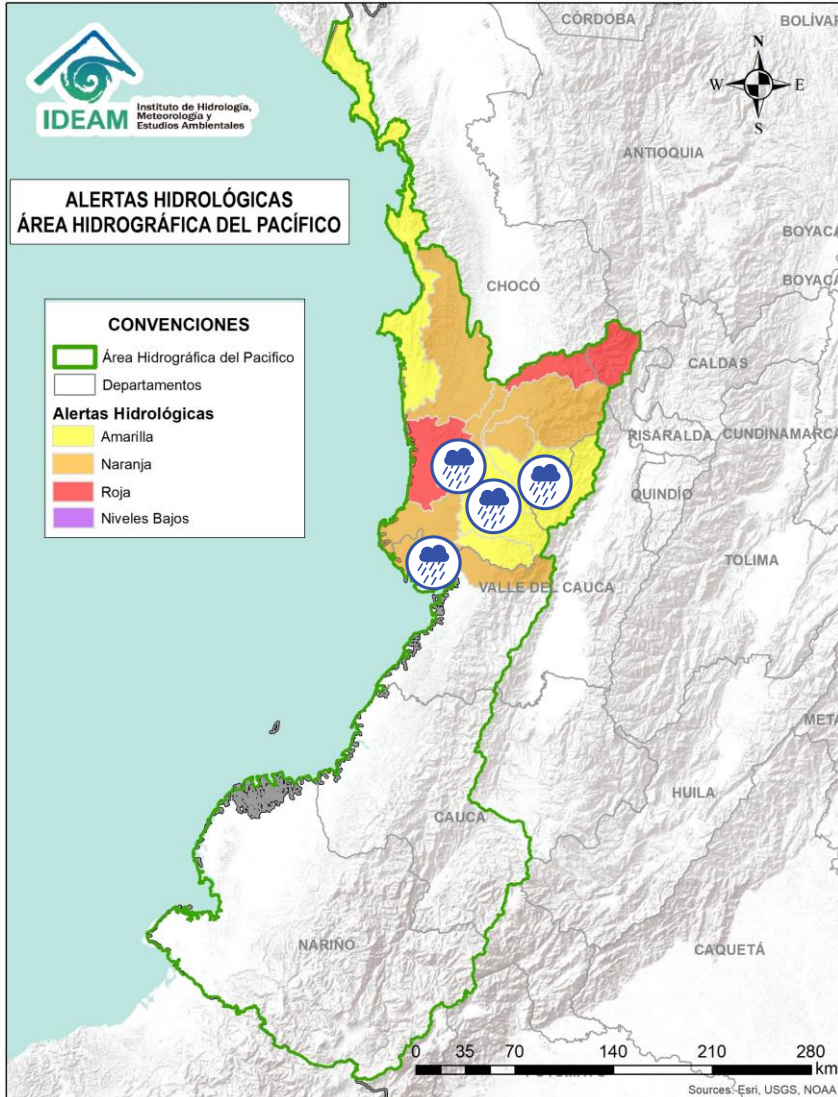 CÓRDOBA
BOLÍVAR
IDEAM
Instituto de Hidrología,
Meteorología y
Estudios Ambientales
N
W E
S
ALERTAS HIDROLÓGICAS
ÁREA HIDROGRÁFICA DEL PACÍFICO
ANTIOQUIA
BOYACÁ
BOYACÁ
CHOCÓ
CONVENCIONES
Área Hidrográfica del Pacifico
Departamentos
Alertas Hidrológicas
Amarilla
Naranja
Roja
Niveles Bajos
CALDAS
RISARALDA
CUNDINAMARCA
QUINDÍO
TOLIMA
VALLE DEL CAUCA
META
HUILA
CAUCA
NARIÑO
CAQUETÁ
0 35 70 140 210 280
km
Sources: Esri, USGS, NOAA